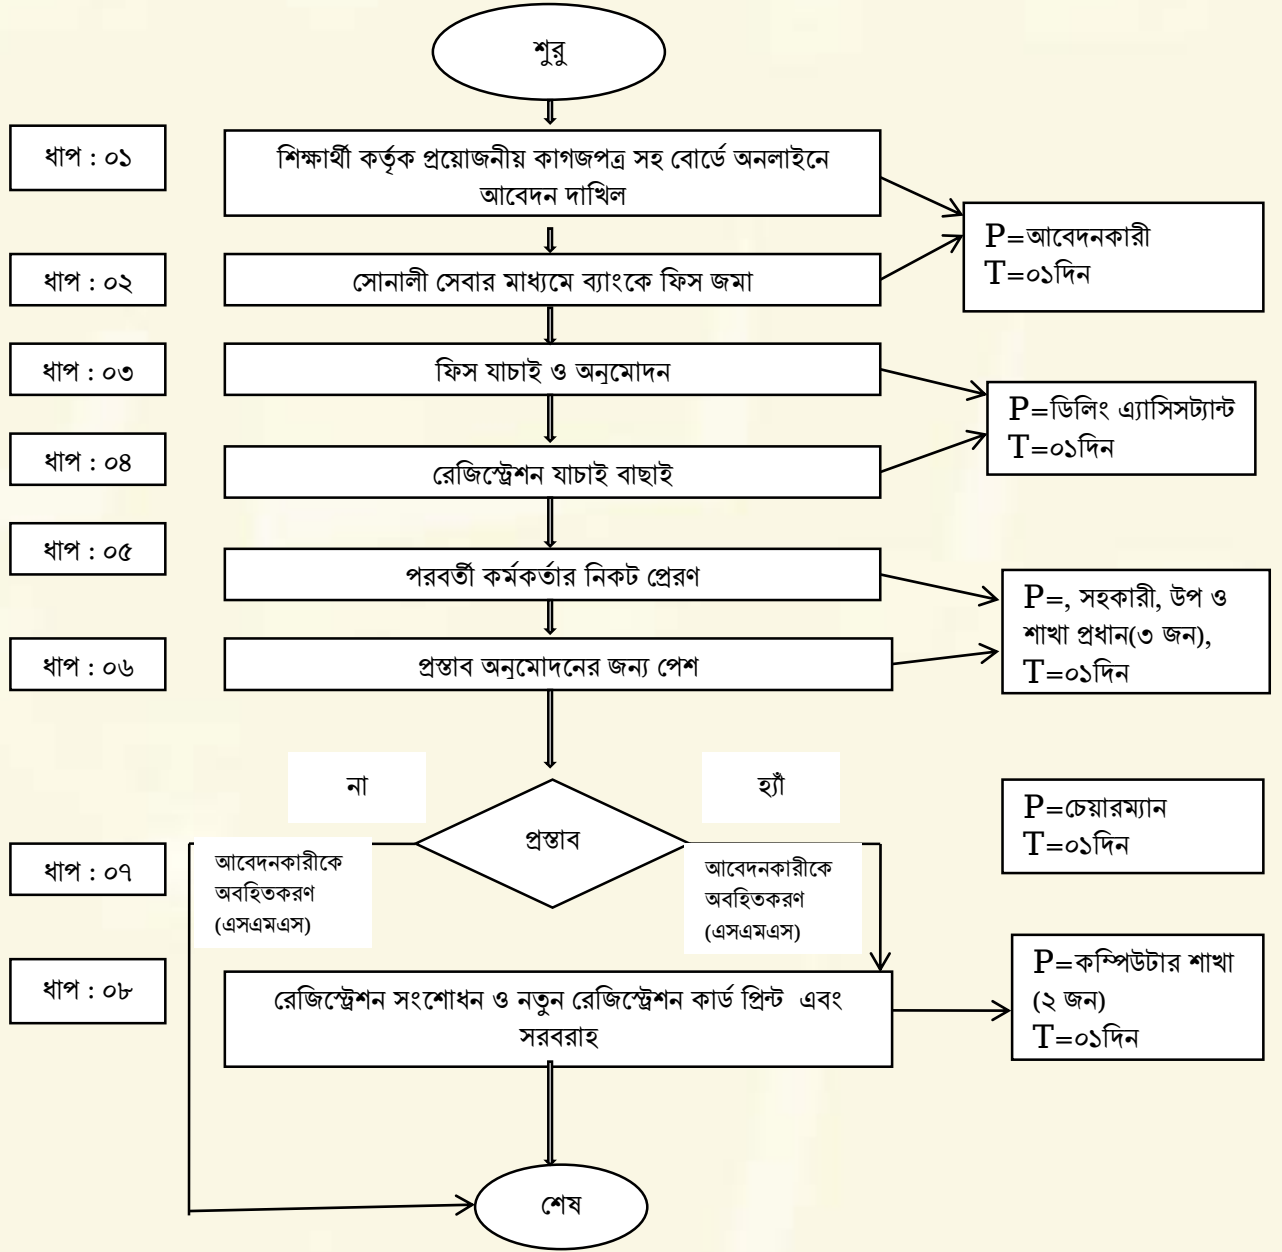 শুরু
ধাপ : ০১
শিক্ষার্থী কর্তৃক প্রয়োজনীয় কাগজপত্র সহ বোর্ডে অনলাইনে
আবেদন দাখিল
P=আবেদনকারী
T=০১দিন
ধাপ : ০২
সোনালী সেবার মাধ্যমে ব্যাংকে ফিস জমা
ধাপ : ০৩
ফিস যাচাই ও অনুমোদন
P=ডিলিং এ্যাসিসট্যান্ট
T=০১দিন
ধাপ : ০৪
রেজিস্ট্রেশন যাচাই বাছাই
ধাপ : ০৫
পরবর্তী কর্মকর্তার নিকট প্রেরণ
P=, সহকারী, উপ ও
শাখা প্রধান(৩ জন),
T=০১দিন
ধাপ : ০৬
প্রস্তাব অনুমোদনের জন্য পেশ
না
হ্যাঁ
প্রস্তাব
P=চেয়ারম্যান
T=০১দিন
ধাপ : ০৭
আবেদনকারীকে
অবহিতকরণ
(এসএমএস)
আবেদনকারীকে
অবহিতকরণ
(এসএমএস)
ধাপ : ০৮
রেজিস্ট্রেশন সংশোধন ও নতুন রেজিস্ট্রেশন কার্ড প্রিন্ট এবং
সরবরাহ
P=কম্পিউটার শাখা
(২ জন)
T=০১দিন
শেষ